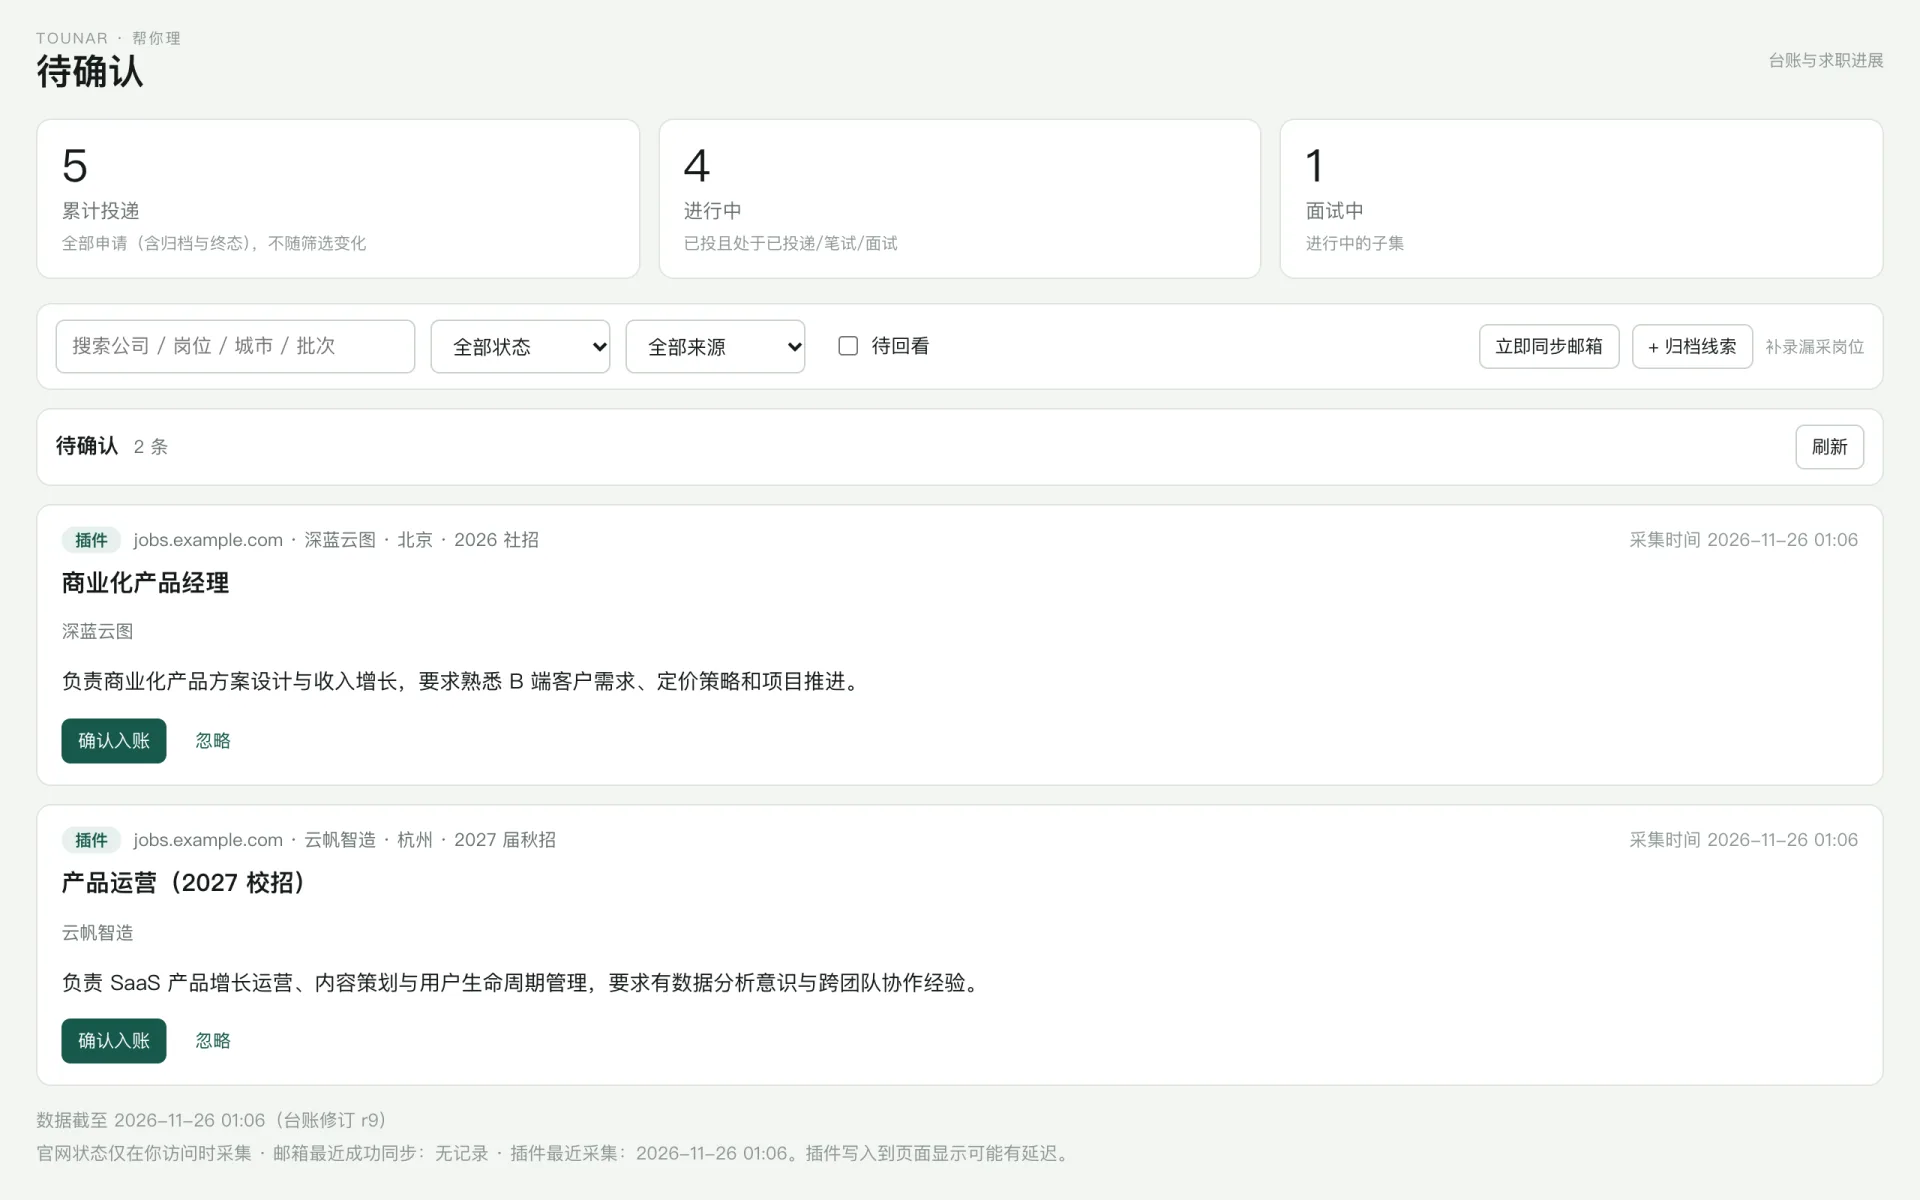 TOUNAR · 帮你理
待确认
台账与求职进展
5
累计投递
全部申请（含归档与终态），不随筛选变化
4
进行中
已投且处于已投递/笔试/面试
1
面试中
进行中的子集
搜索公司 / 岗位 / 城市 / 批次
全部状态
全部来源
待回看
立即同步邮箱
+ 归档线索
补录漏采岗位
待确认 2 条
刷新
插件 jobs.example.com · 深蓝云图 · 北京 · 2026 社招
采集时间 2026-11-26 01:06
商业化产品经理
深蓝云图
负责商业化产品方案设计与收入增长，要求熟悉 B 端客户需求、定价策略和项目推进。
确认入账
忽略
插件 jobs.example.com · 云帆智造 · 杭州 · 2027 届秋招
采集时间 2026-11-26 01:06
产品运营（2027 校招）
云帆智造
负责 SaaS 产品增长运营、内容策划与用户生命周期管理，要求有数据分析意识与跨团队协作经验。
确认入账
忽略
数据截至 2026-11-26 01:06（台账修订 r9）
官网状态仅在你访问时采集 · 邮箱最近成功同步：无记录 · 插件最近采集：2026-11-26 01:06。插件写入到页面显示可能有延迟。